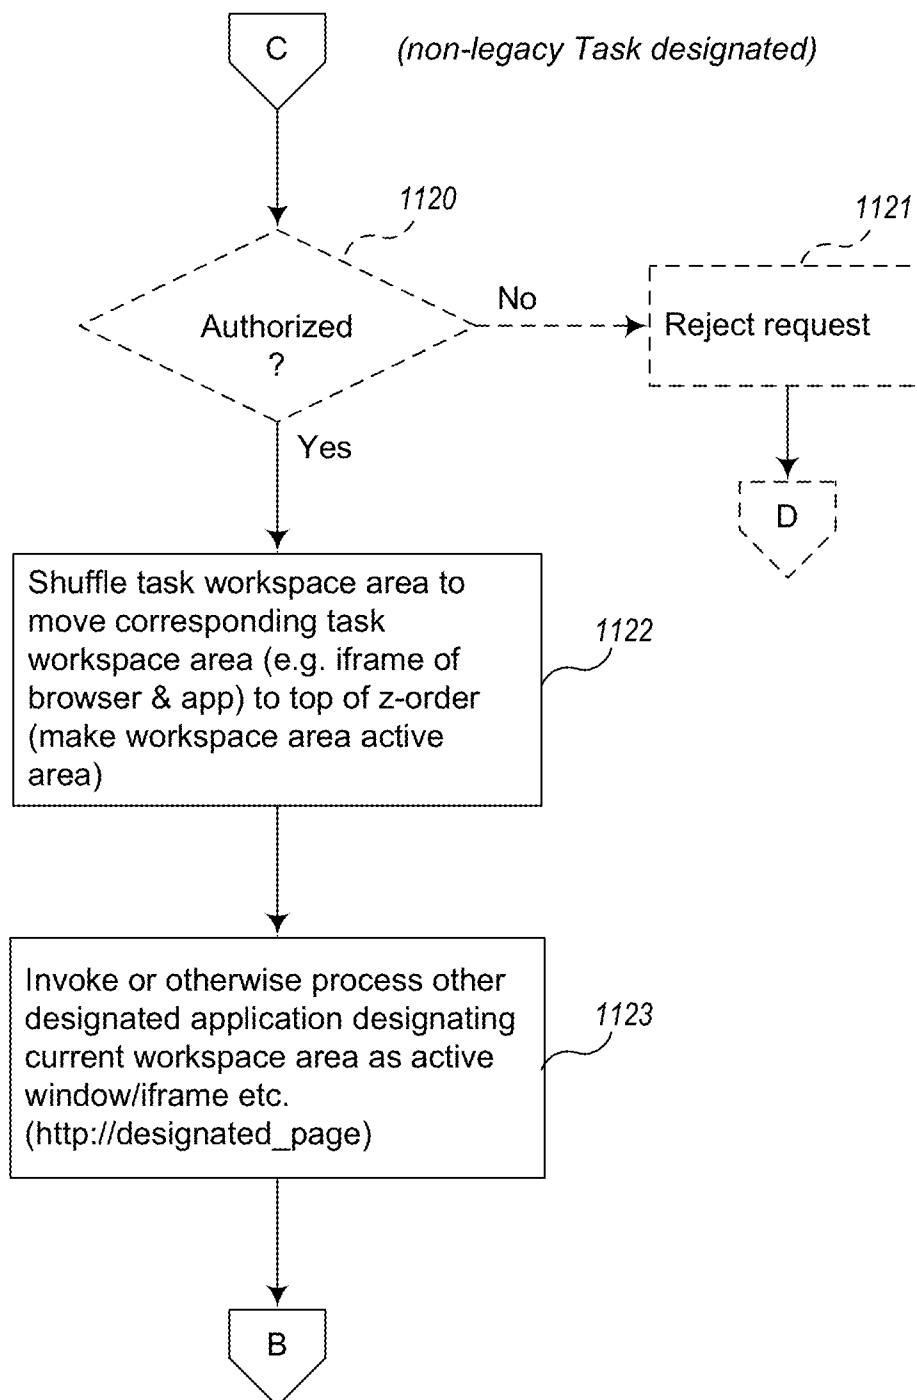 C
(non-legacy Task designated)
1120
1121
Authorized
?
No
Reject request
Yes
D
Shuffle task workspace area to
move corresponding task
workspace area (e.g. iframe of
browser & app) to top of z-order
(make workspace area active
area)
1122
Invoke or otherwise process other
designated application designating
current workspace area as active
window/iframe etc.
(http://designated_page)
1123
B